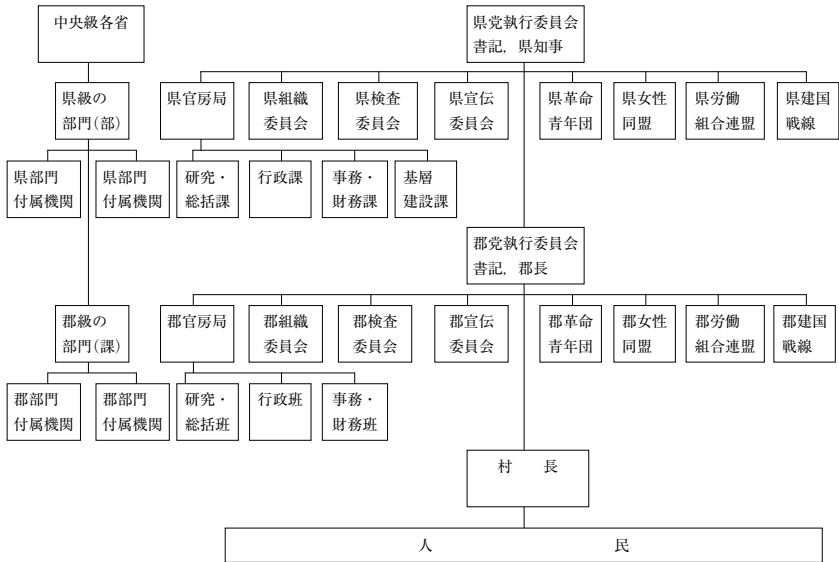 中央級各省
県党執行委員会
書記，県知事
県級の
部門（部）
県官房局
県組織
委員会
県検査
委員会
県宣伝
委員会
県革命
青年団
県女性
同盟
県労働
組合連盟
県建国
戦線
県部門
付属機関
県部門
付属機関
研究・
総括課
行政課
事務・
財務課
基層
建設課
郡党執行委員会
書記，郡長
郡級の
部門（課）
郡官房局
郡組織
委員会
郡検査
委員会
郡宣伝
委員会
郡革命
青年団
郡女性
同盟
郡労働
組合連盟
郡建国
戦線
郡部門
付属機関
郡部門
付属機関
研究・
総括班
行政班
事務・
財務班
村　長
人　民